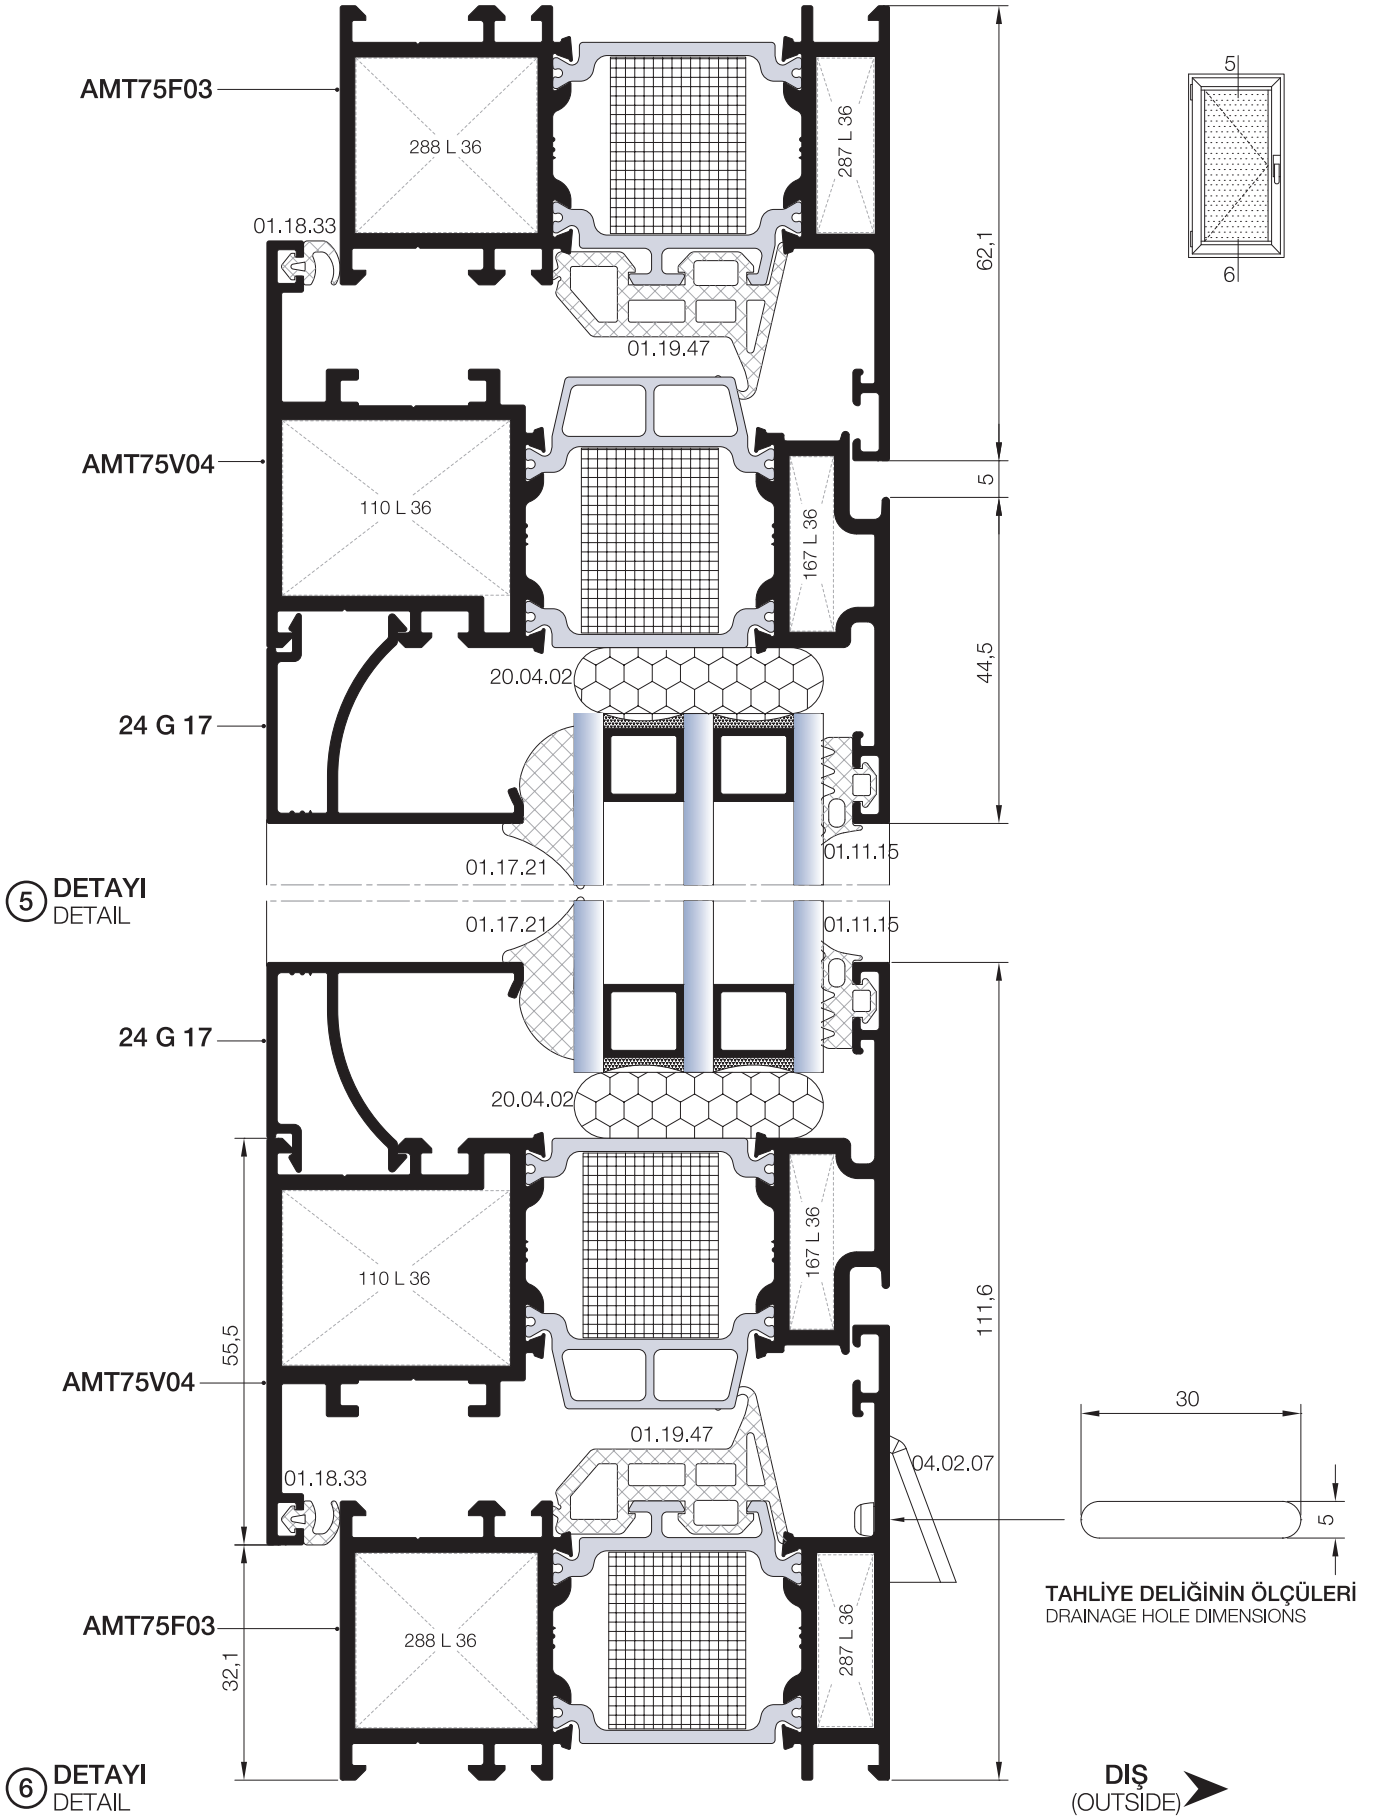 AMT75F03
288 L 36
287 L 36
01.18.33
62,1
5
6
01.19.47
AMT75V04
110 L 36
167 L 36
5
20.04.02
44,5
24 G 17
01.17.21
01.11.15
5 DETAYI
DETAIL
01.17.21
01.11.15
24 G 17
20.04.02
110 L 36
167 L 36
111,6
55,5
AMT75V04
01.19.47
01.18.33
04.02.07
30
5
TAHLİYE DELİĞİNİN ÖLÇÜLERİ
DRAINAGE HOLE DIMENSIONS
AMT75F03
288 L 36
287 L 36
32,1
6 DETAYI
DETAIL
DIŞ
(OUTSIDE)